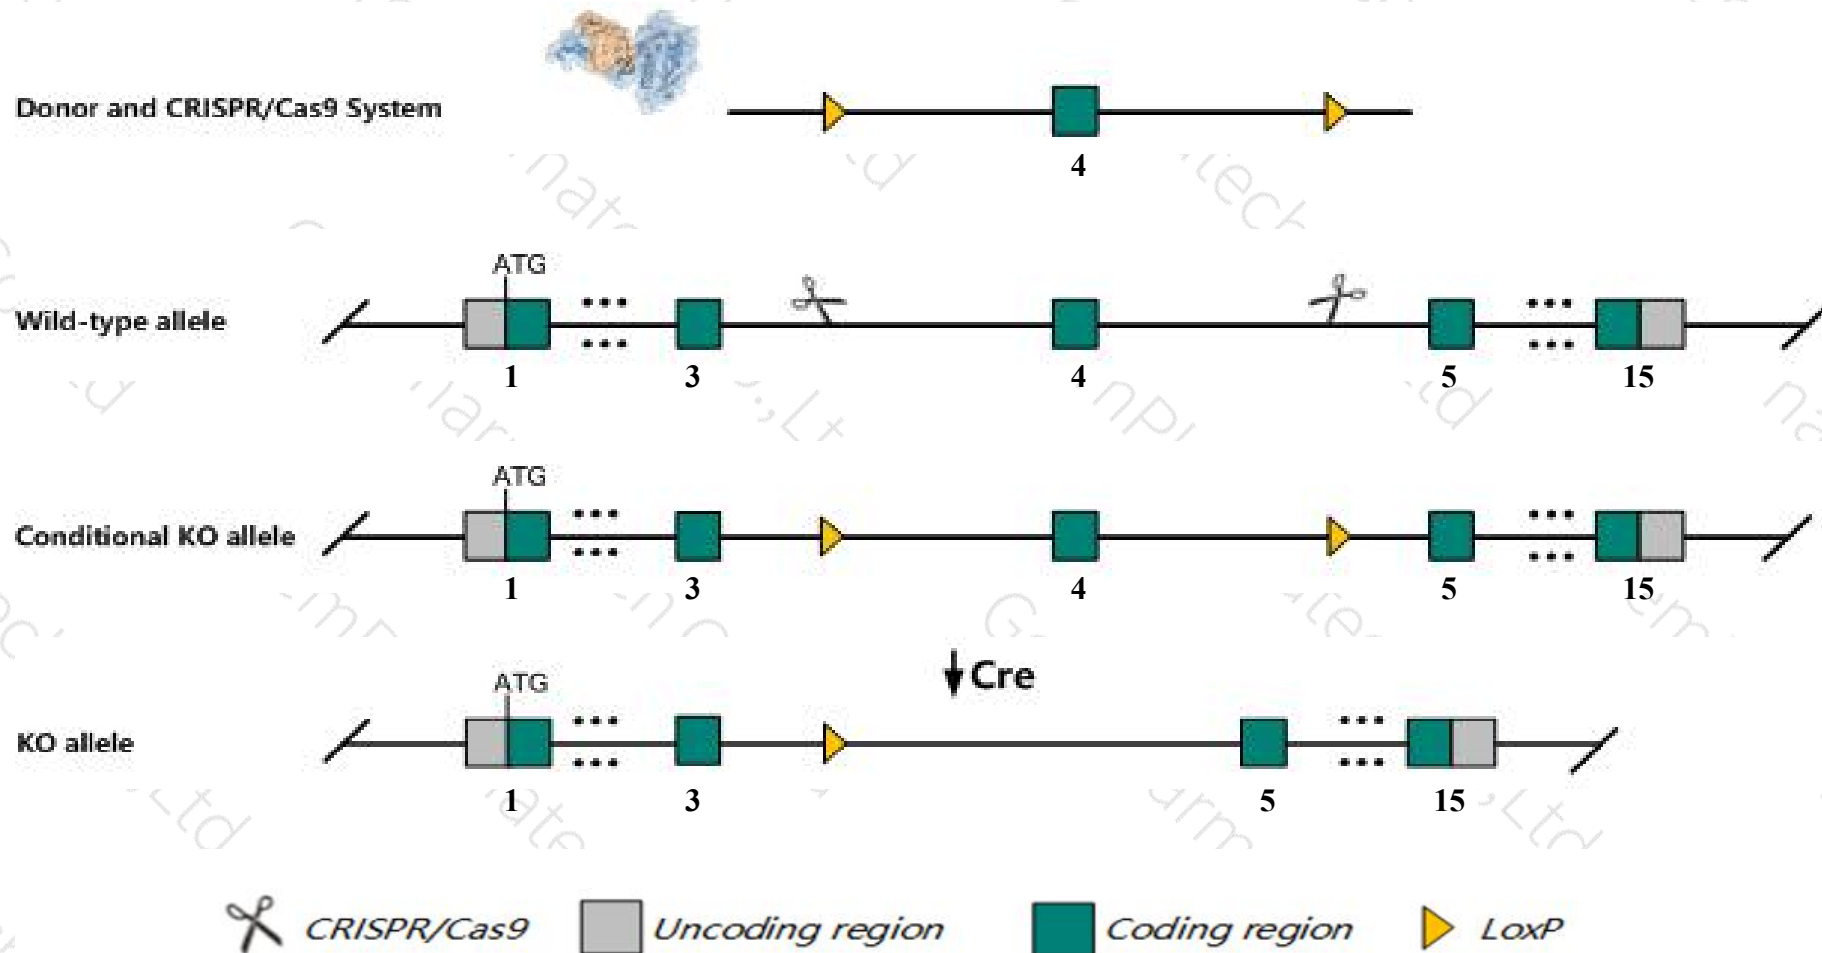 Donor and CRISPR/Cas9 System
4
ATG
Wild-type allele
1 3 4 5 15
ATG
Conditional KO allele
1 3 4 5 15
Cre
ATG
KO allele
1 3 5 15
CRISPR/Cas9 Uncoding region Coding region LoxP